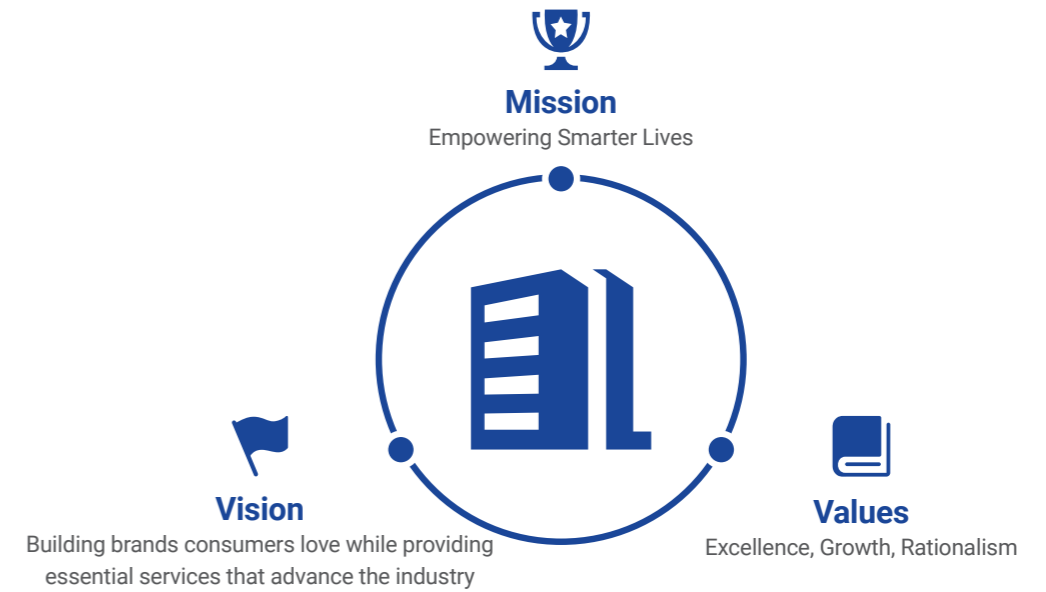 Mission
Empowering Smarter Lives
Vision
Building brands consumers love while providing
essential services that advance the industry
Values
Excellence, Growth, Rationalism